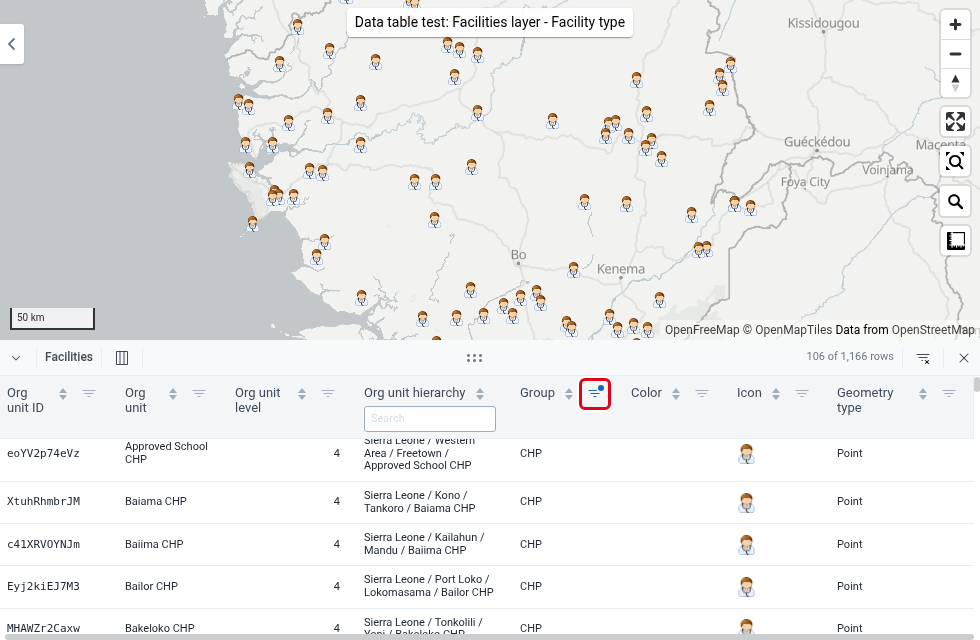 Data table test: Facilities layer - Facility type
Kissidougou
Guéckédou
Macenta
Voinjama
Foya City
Bo
Kenema
50 km
OpenFreeMap © OpenMapTiles Data from OpenStreetMap
Facilities
106 of 1,166 rows
Org unit ID
Org unit
Org unit level
Org unit hierarchy
Search
Group
Color
Icon
Geometry type
eoYV2p74eVz
Approved School CHP
4
Sierra Leone / Western Area / Freetown / Approved School CHP
CHP
Point
XtuhRhmbrJM
Baiama CHP
4
Sierra Leone / Kono / Tankoro / Baiama CHP
CHP
Point
c41XRVOYNJm
Baiima CHP
4
Sierra Leone / Kailahun / Mandu / Baiima CHP
CHP
Point
Eyj2kiEJ7M3
Bailor CHP
4
Sierra Leone / Port Loko / Lokomasama / Bailor CHP
CHP
Point
MHAWZr2Caxw
Bakeloko CHP
4
Sierra Leone / Tonkolili / Yoni / Bakeloko CHP
CHP
Point